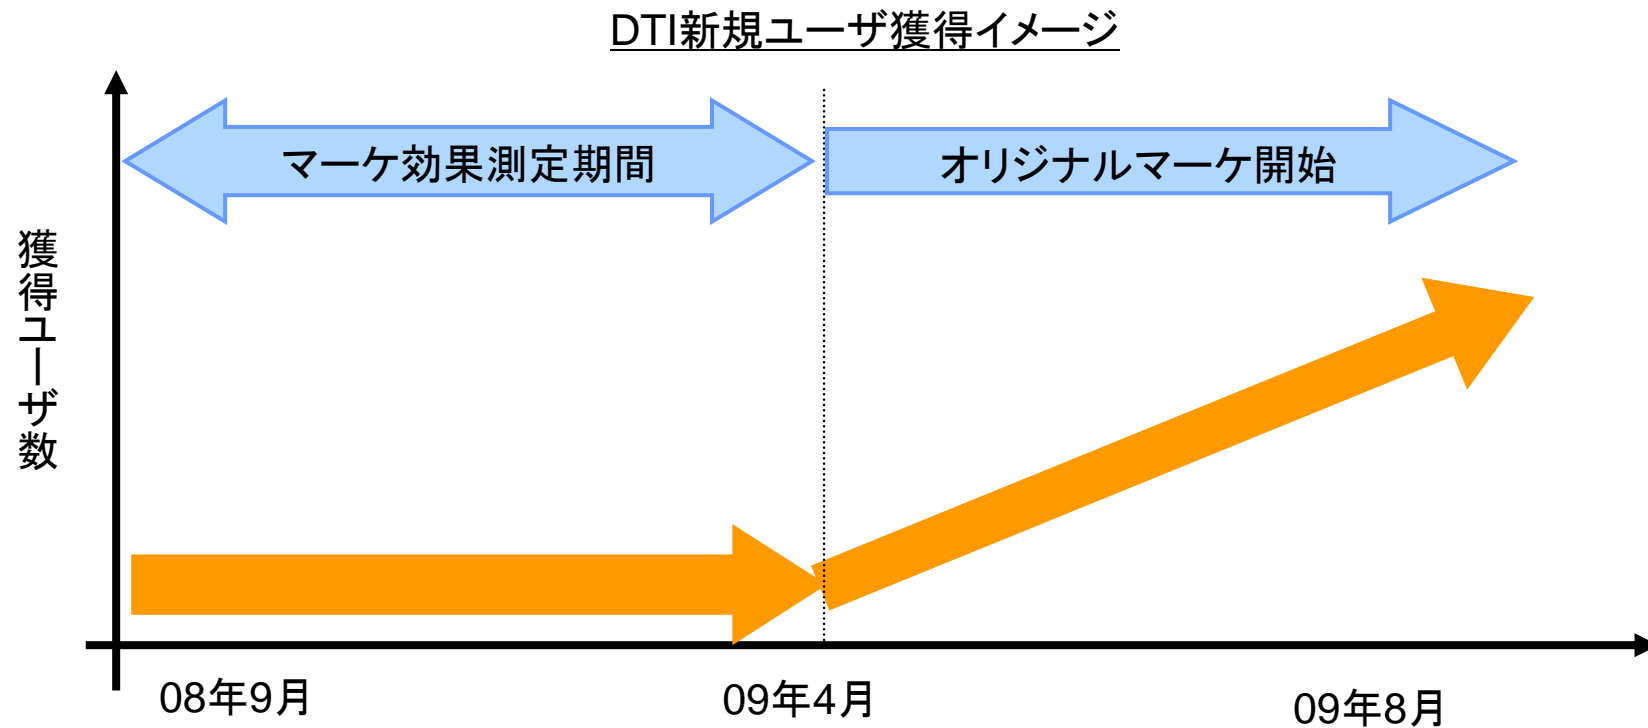 DTI新規ユーザ獲得イメージ
マーケ効果測定期間
オリジナルマーケ開始
獲得ユーザ数
08年9月
09年4月
09年8月